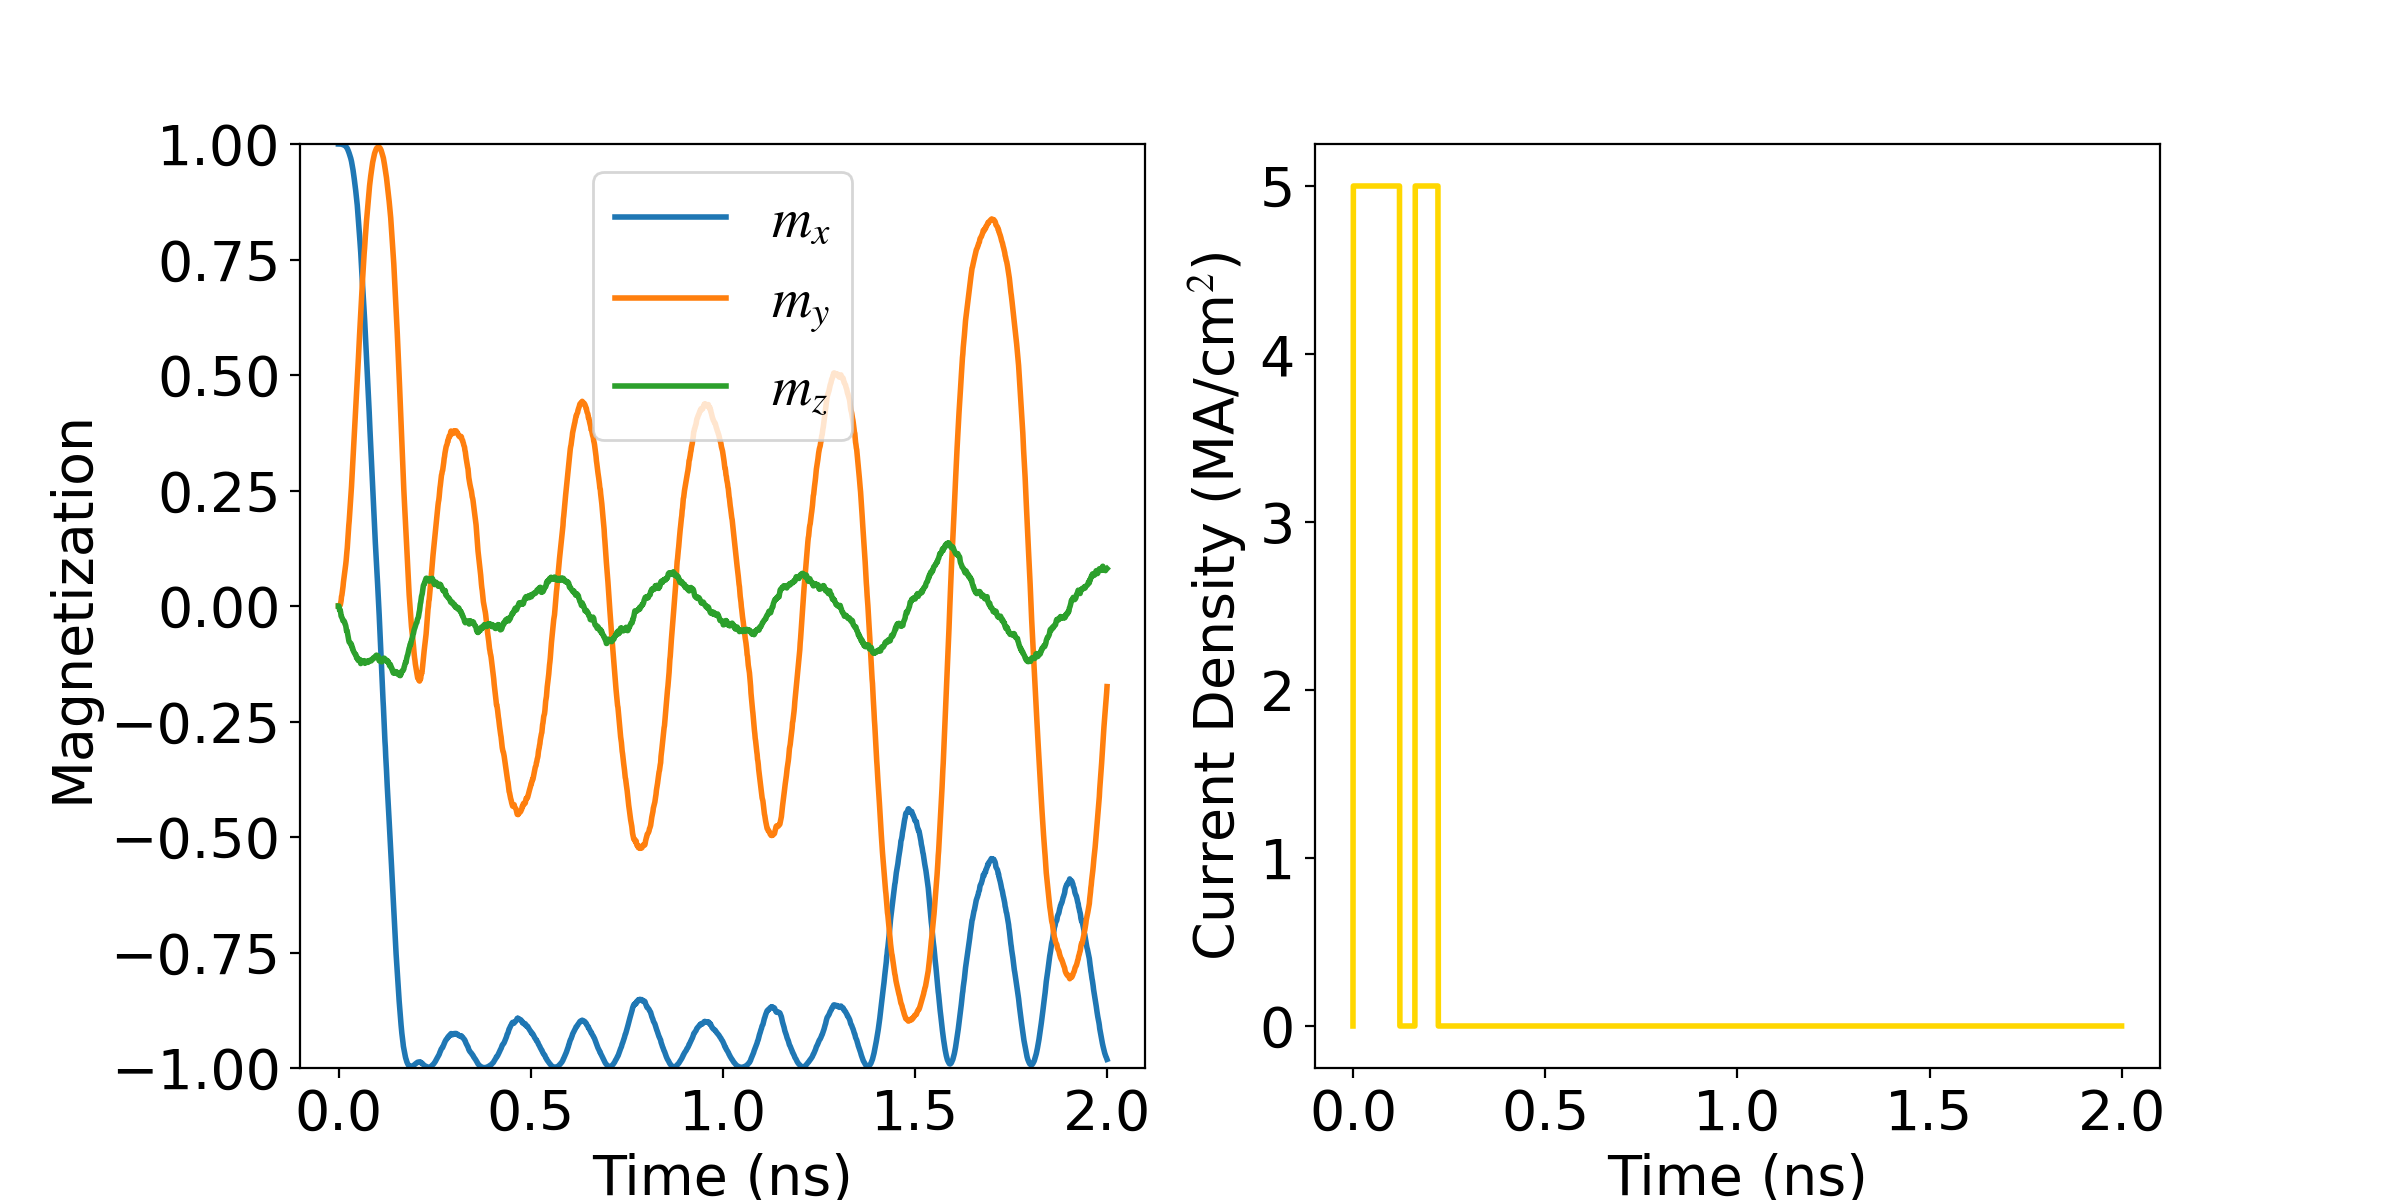 Magnetization
1.00
0.75
0.50
0.25
0.00
−0.25
−0.50
−0.75
−1.00
m_x
m_y
m_z
0.0 0.5 1.0 1.5 2.0
Time (ns)
Current Density (MA/cm²)
5
4
3
2
1
0
0.0 0.5 1.0 1.5 2.0
Time (ns)